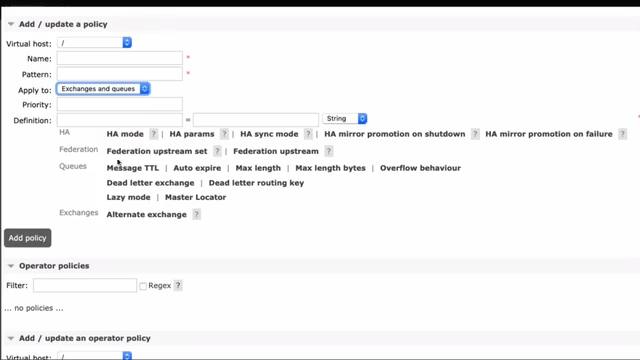 Add / update a policy
Virtual host: /
Name: *
Pattern: *
Apply to: Exchanges and queues
Priority:
Definition: = String *
HA HA mode ? | HA params ? | HA sync mode ? | HA mirror promotion on shutdown ? | HA mirror promotion on failure ?
Federation Federation upstream set ? | Federation upstream ?
Queues Message TTL | Auto expire | Max length | Max length bytes | Overflow behaviour
Dead letter exchange | Dead letter routing key
Lazy mode | Master Locator
Exchanges Alternate exchange ?
Add policy
Operator policies
Filter: Regex ?
... no policies ...
Add / update an operator policy
Virtual host: /